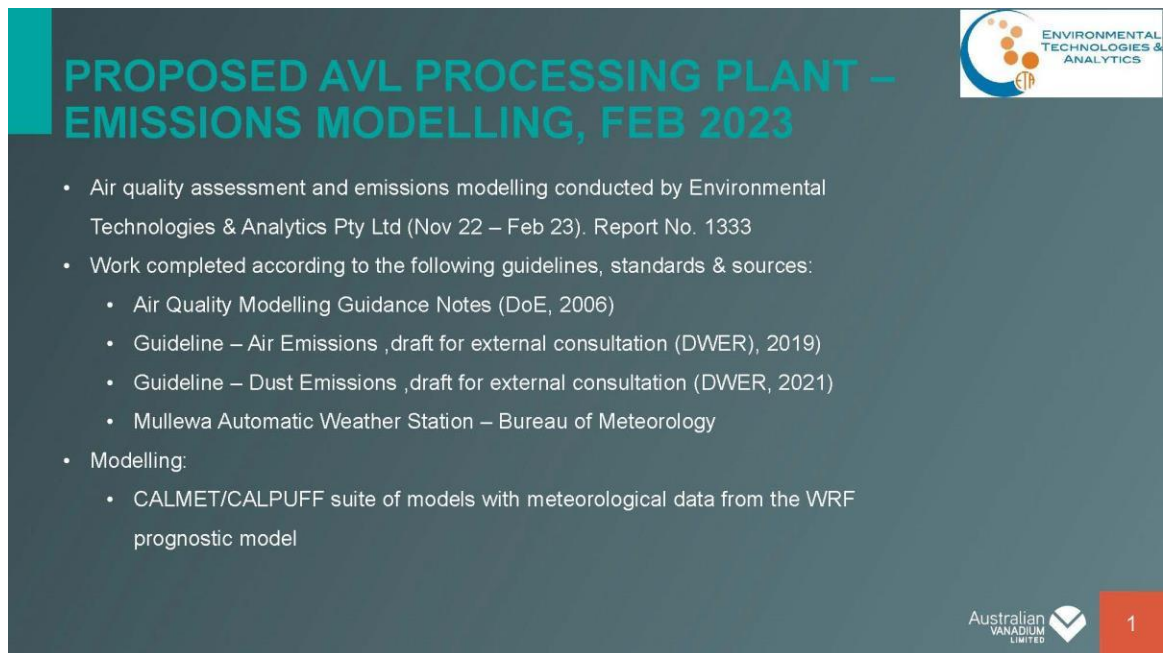 ENVIRONMENTAL
TECHNOLOGIES &
ANALYTICS
ETA
PROPOSED AVL PROCESSING PLANT –
EMISSIONS MODELLING, FEB 2023
• Air quality assessment and emissions modelling conducted by Environmental
Technologies & Analytics Pty Ltd (Nov 22 – Feb 23). Report No. 1333
• Work completed according to the following guidelines, standards & sources:
• Air Quality Modelling Guidance Notes (DoE, 2006)
• Guideline – Air Emissions ,draft for external consultation (DWER), 2019)
• Guideline – Dust Emissions ,draft for external consultation (DWER, 2021)
• Mullewa Automatic Weather Station – Bureau of Meteorology
• Modelling:
• CALMET/CALPUFF suite of models with meteorological data from the WRF
prognostic model
Australian
VANADIUM
LIMITED
1